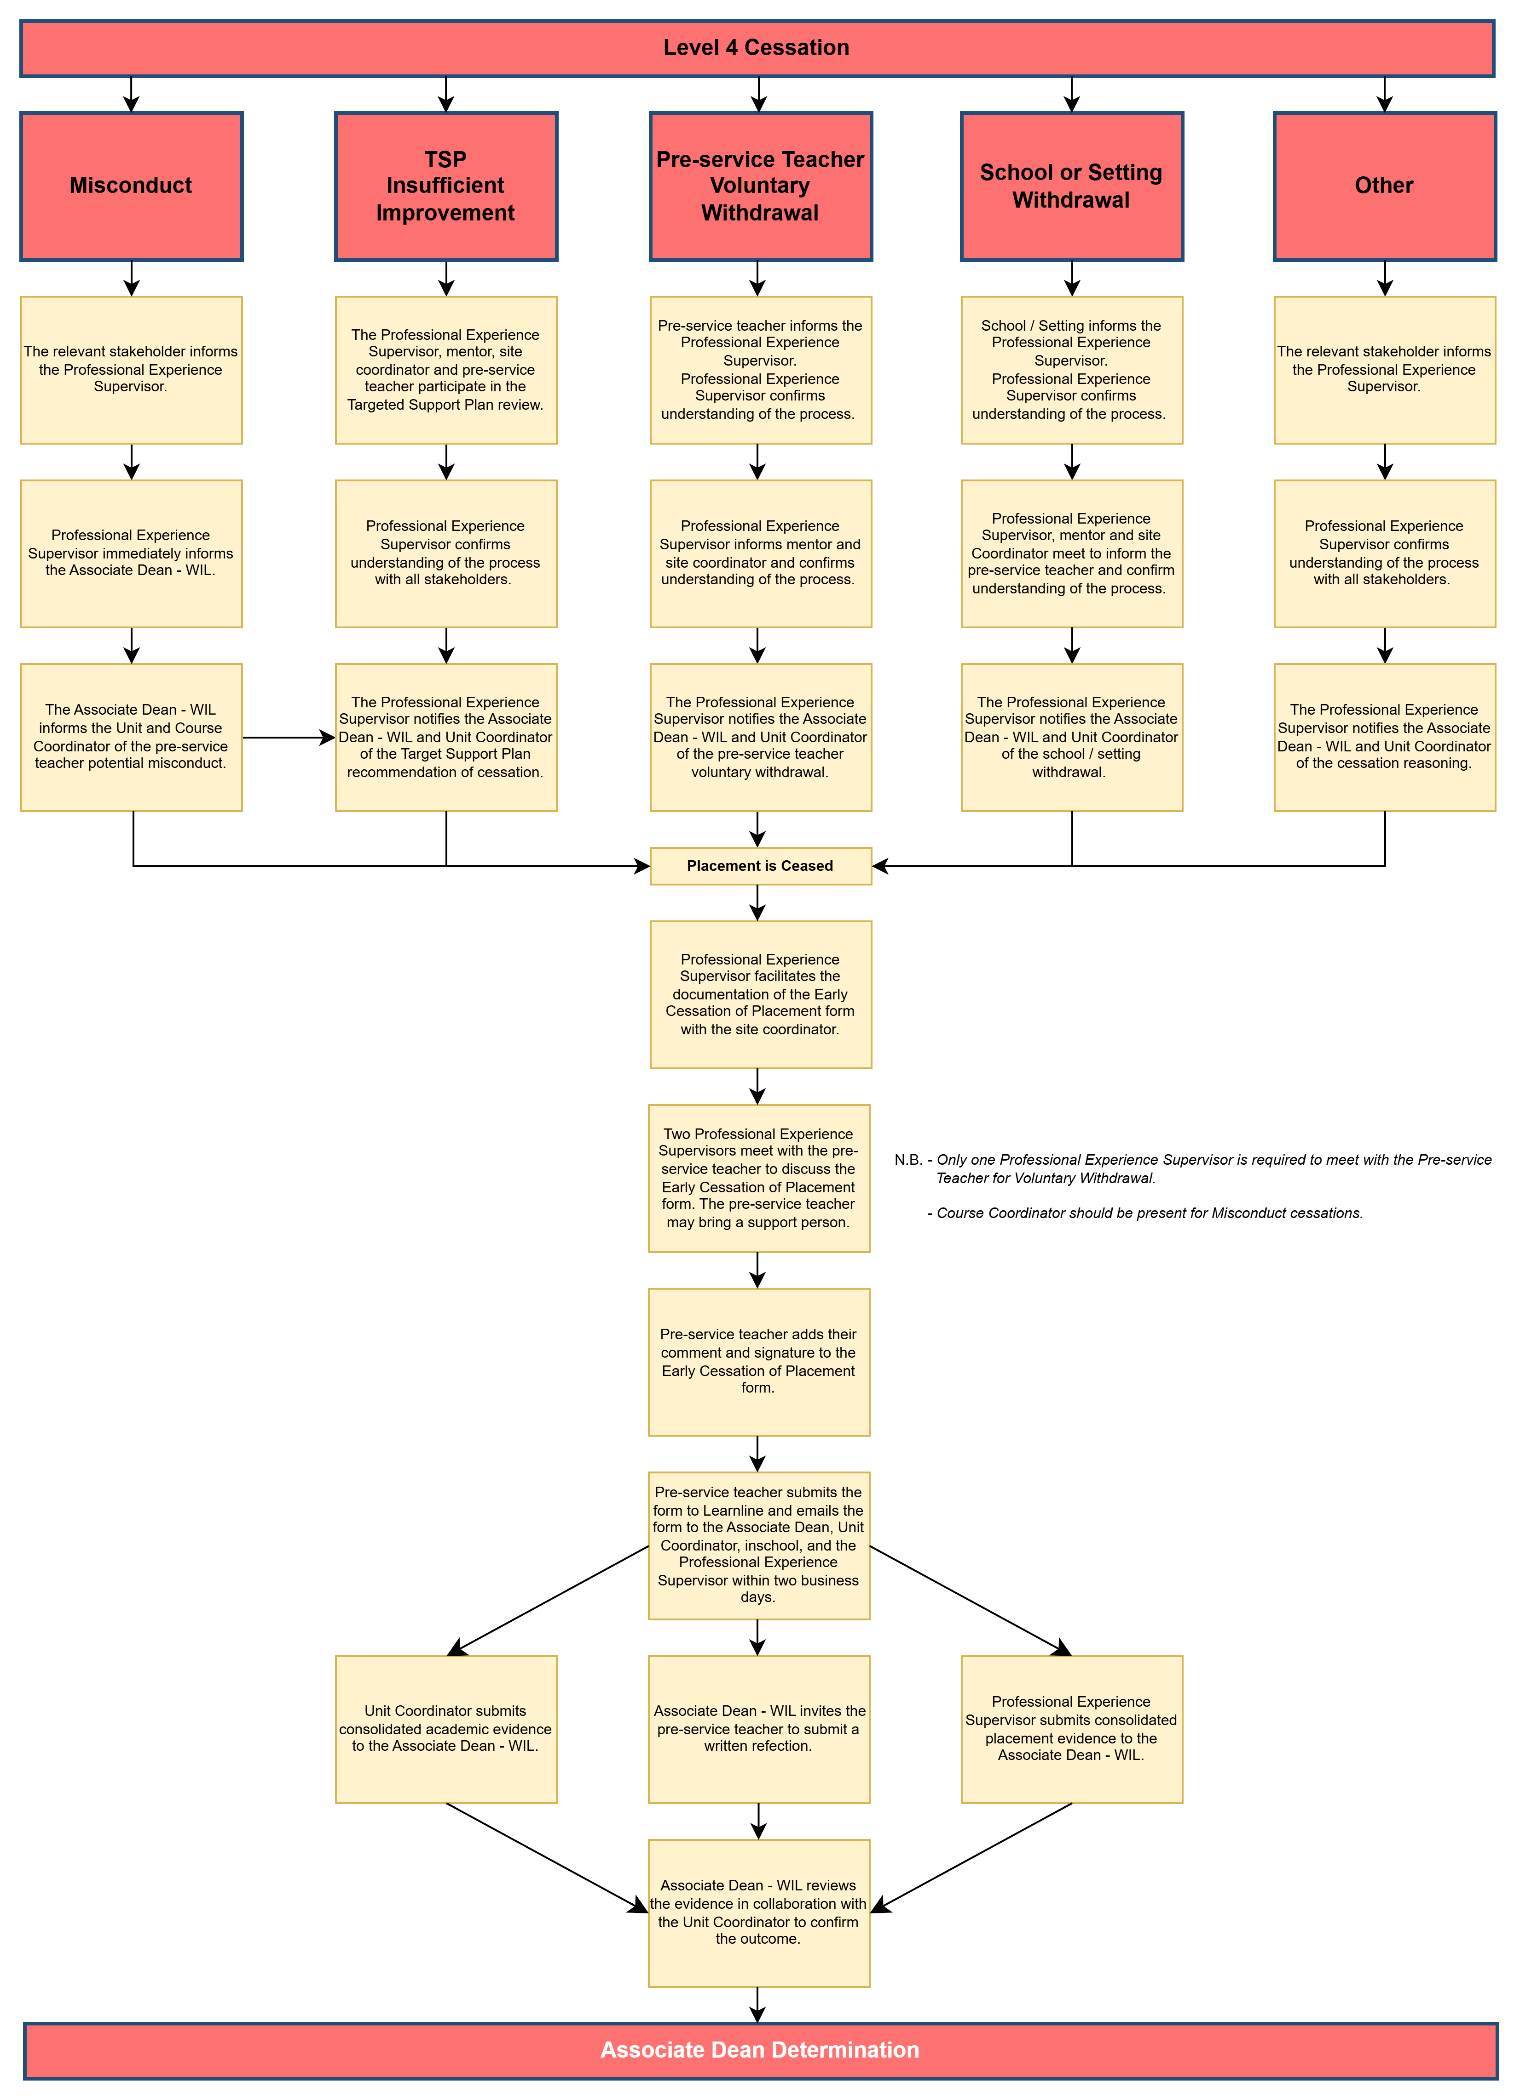 Level 4 Cessation
Misconduct
TSP
Insufficient
Improvement
Pre-service Teacher
Voluntary
Withdrawal
School or Setting
Withdrawal
Other
The relevant stakeholder informs
the Professional Experience
Supervisor.
The Professional Experience
Supervisor, mentor, site
coordinator and pre-service
teacher participate in the
Targeted Support Plan review.
Pre-service teacher informs the
Professional Experience
Supervisor.
Professional Experience
Supervisor confirms
understanding of the process.
School / Setting informs the
Professional Experience
Supervisor.
Professional Experience
Supervisor confirms
understanding of the process.
The relevant stakeholder informs
the Professional Experience
Supervisor.
Professional Experience
Supervisor immediately informs
the Associate Dean - WIL.
Professional Experience
Supervisor confirms
understanding of the process
with all stakeholders.
Professional Experience
Supervisor informs mentor and
site coordinator and confirms
understanding of the process.
Professional Experience
Supervisor, mentor and site
Coordinator meet to inform the
pre-service teacher and confirm
understanding of the process.
Professional Experience
Supervisor confirms
understanding of the process
with all stakeholders.
The Associate Dean - WIL
informs the Unit and Course
Coordinator of the pre-service
teacher potential misconduct.
The Professional Experience
Supervisor notifies the Associate
Dean - WIL and Unit Coordinator
of the Target Support Plan
recommendation of cessation.
The Professional Experience
Supervisor notifies the Associate
Dean - WIL and Unit Coordinator
of the pre-service teacher
voluntary withdrawal.
The Professional Experience
Supervisor notifies the Associate
Dean - WIL and Unit Coordinator
of the school / setting
withdrawal.
The Professional Experience
Supervisor notifies the Associate
Dean - WIL and Unit Coordinator
of the cessation reasoning.
Placement is Ceased
Professional Experience
Supervisor facilitates the
documentation of the Early
Cessation of Placement form
with the site coordinator.
Two Professional Experience
Supervisors meet with the pre-
service teacher to discuss the
Early Cessation of Placement
form. The pre-service teacher
may bring a support person.
N.B. - Only one Professional Experience Supervisor is required to meet with the Pre-service
Teacher for Voluntary Withdrawal.
- Course Coordinator should be present for Misconduct cessations.
Pre-service teacher adds their
comment and signature to the
Early Cessation of Placement
form.
Pre-service teacher submits the
form to Learnline and emails the
form to the Associate Dean, Unit
Coordinator, inschool, and the
Professional Experience
Supervisor within two business
days.
Unit Coordinator submits
consolidated academic evidence
to the Associate Dean - WIL.
Associate Dean - WIL invites the
pre-service teacher to submit a
written refection.
Professional Experience
Supervisor submits consolidated
placement evidence to the
Associate Dean - WIL.
Associate Dean - WIL reviews
the evidence in collaboration with
the Unit Coordinator to confirm
the outcome.
Associate Dean Determination